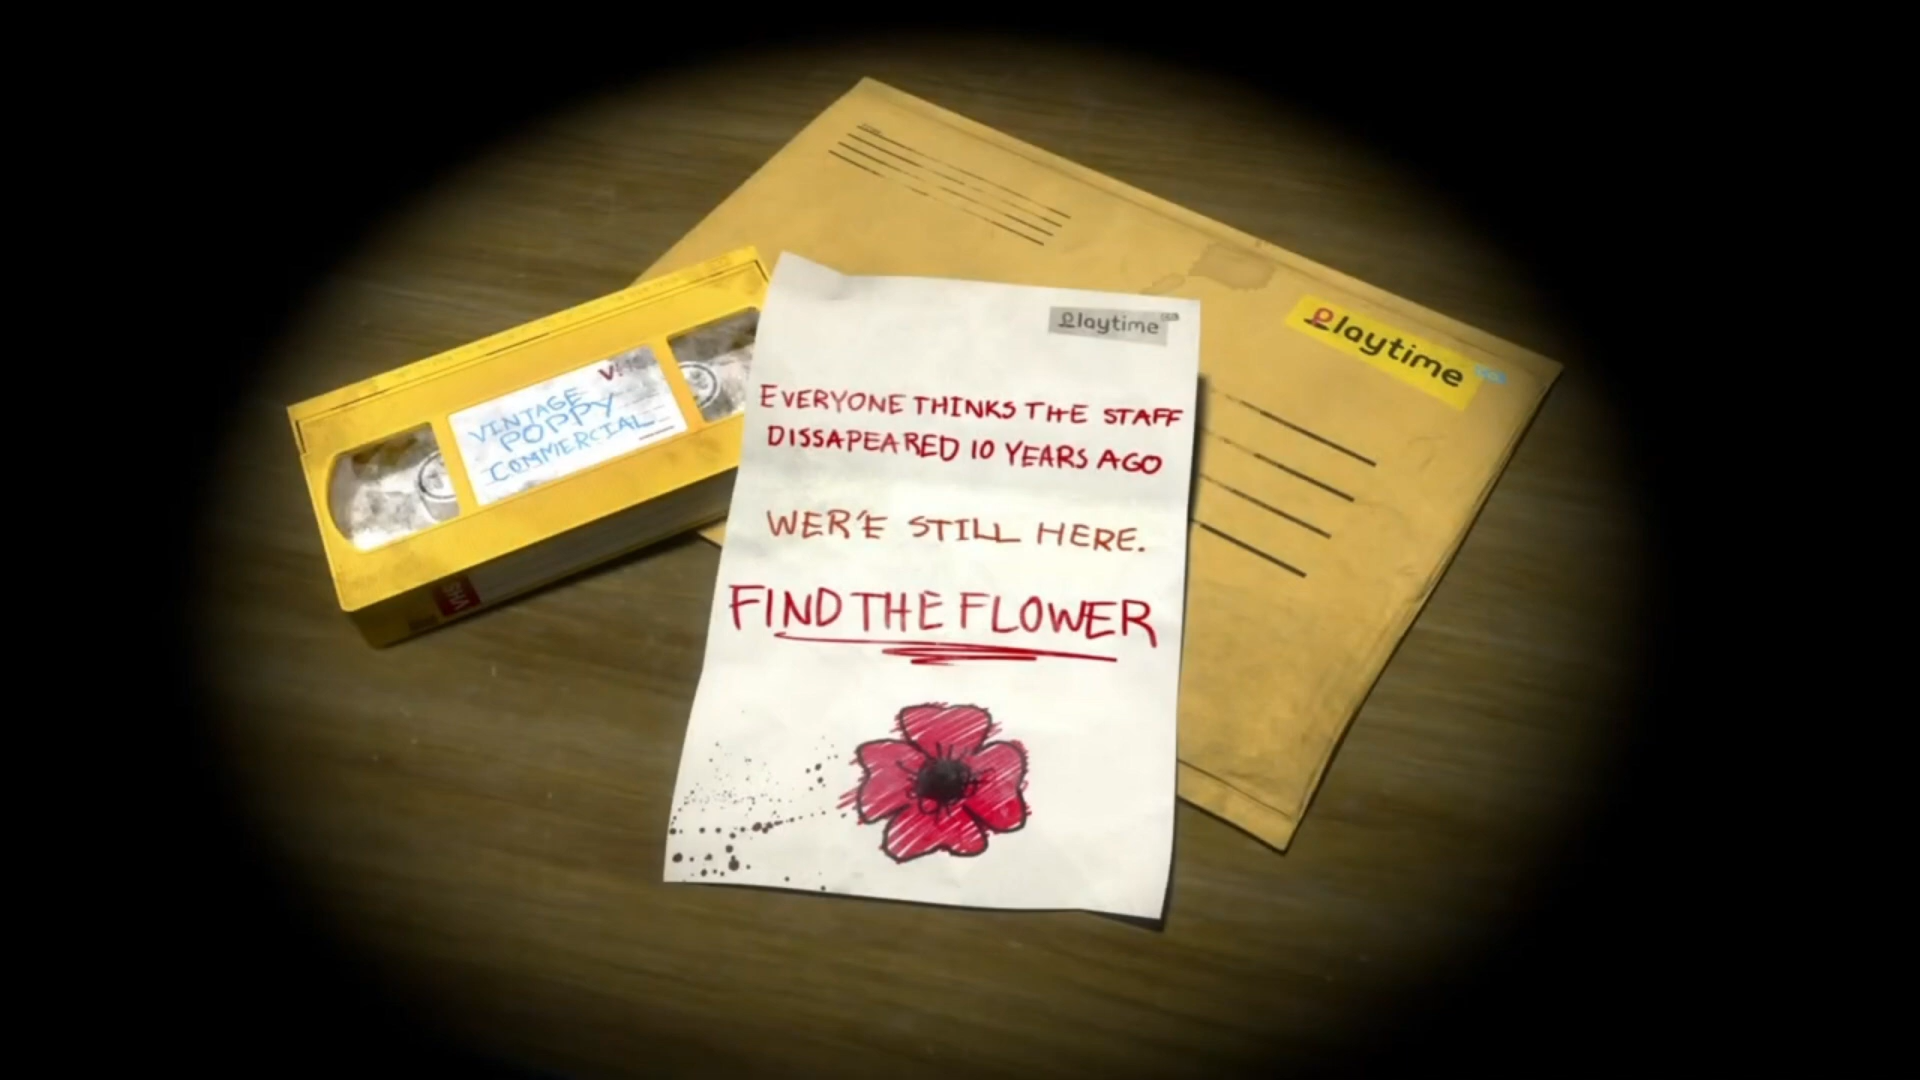 VINTAGE
POPPY
COMMERCIAL
VHS
Playtime
EVERYONE THINKS THE STAFF
DISSAPEARED 10 YEARS AGO
WER'E STILL HERE.
FIND THE FLOWER
Playtime